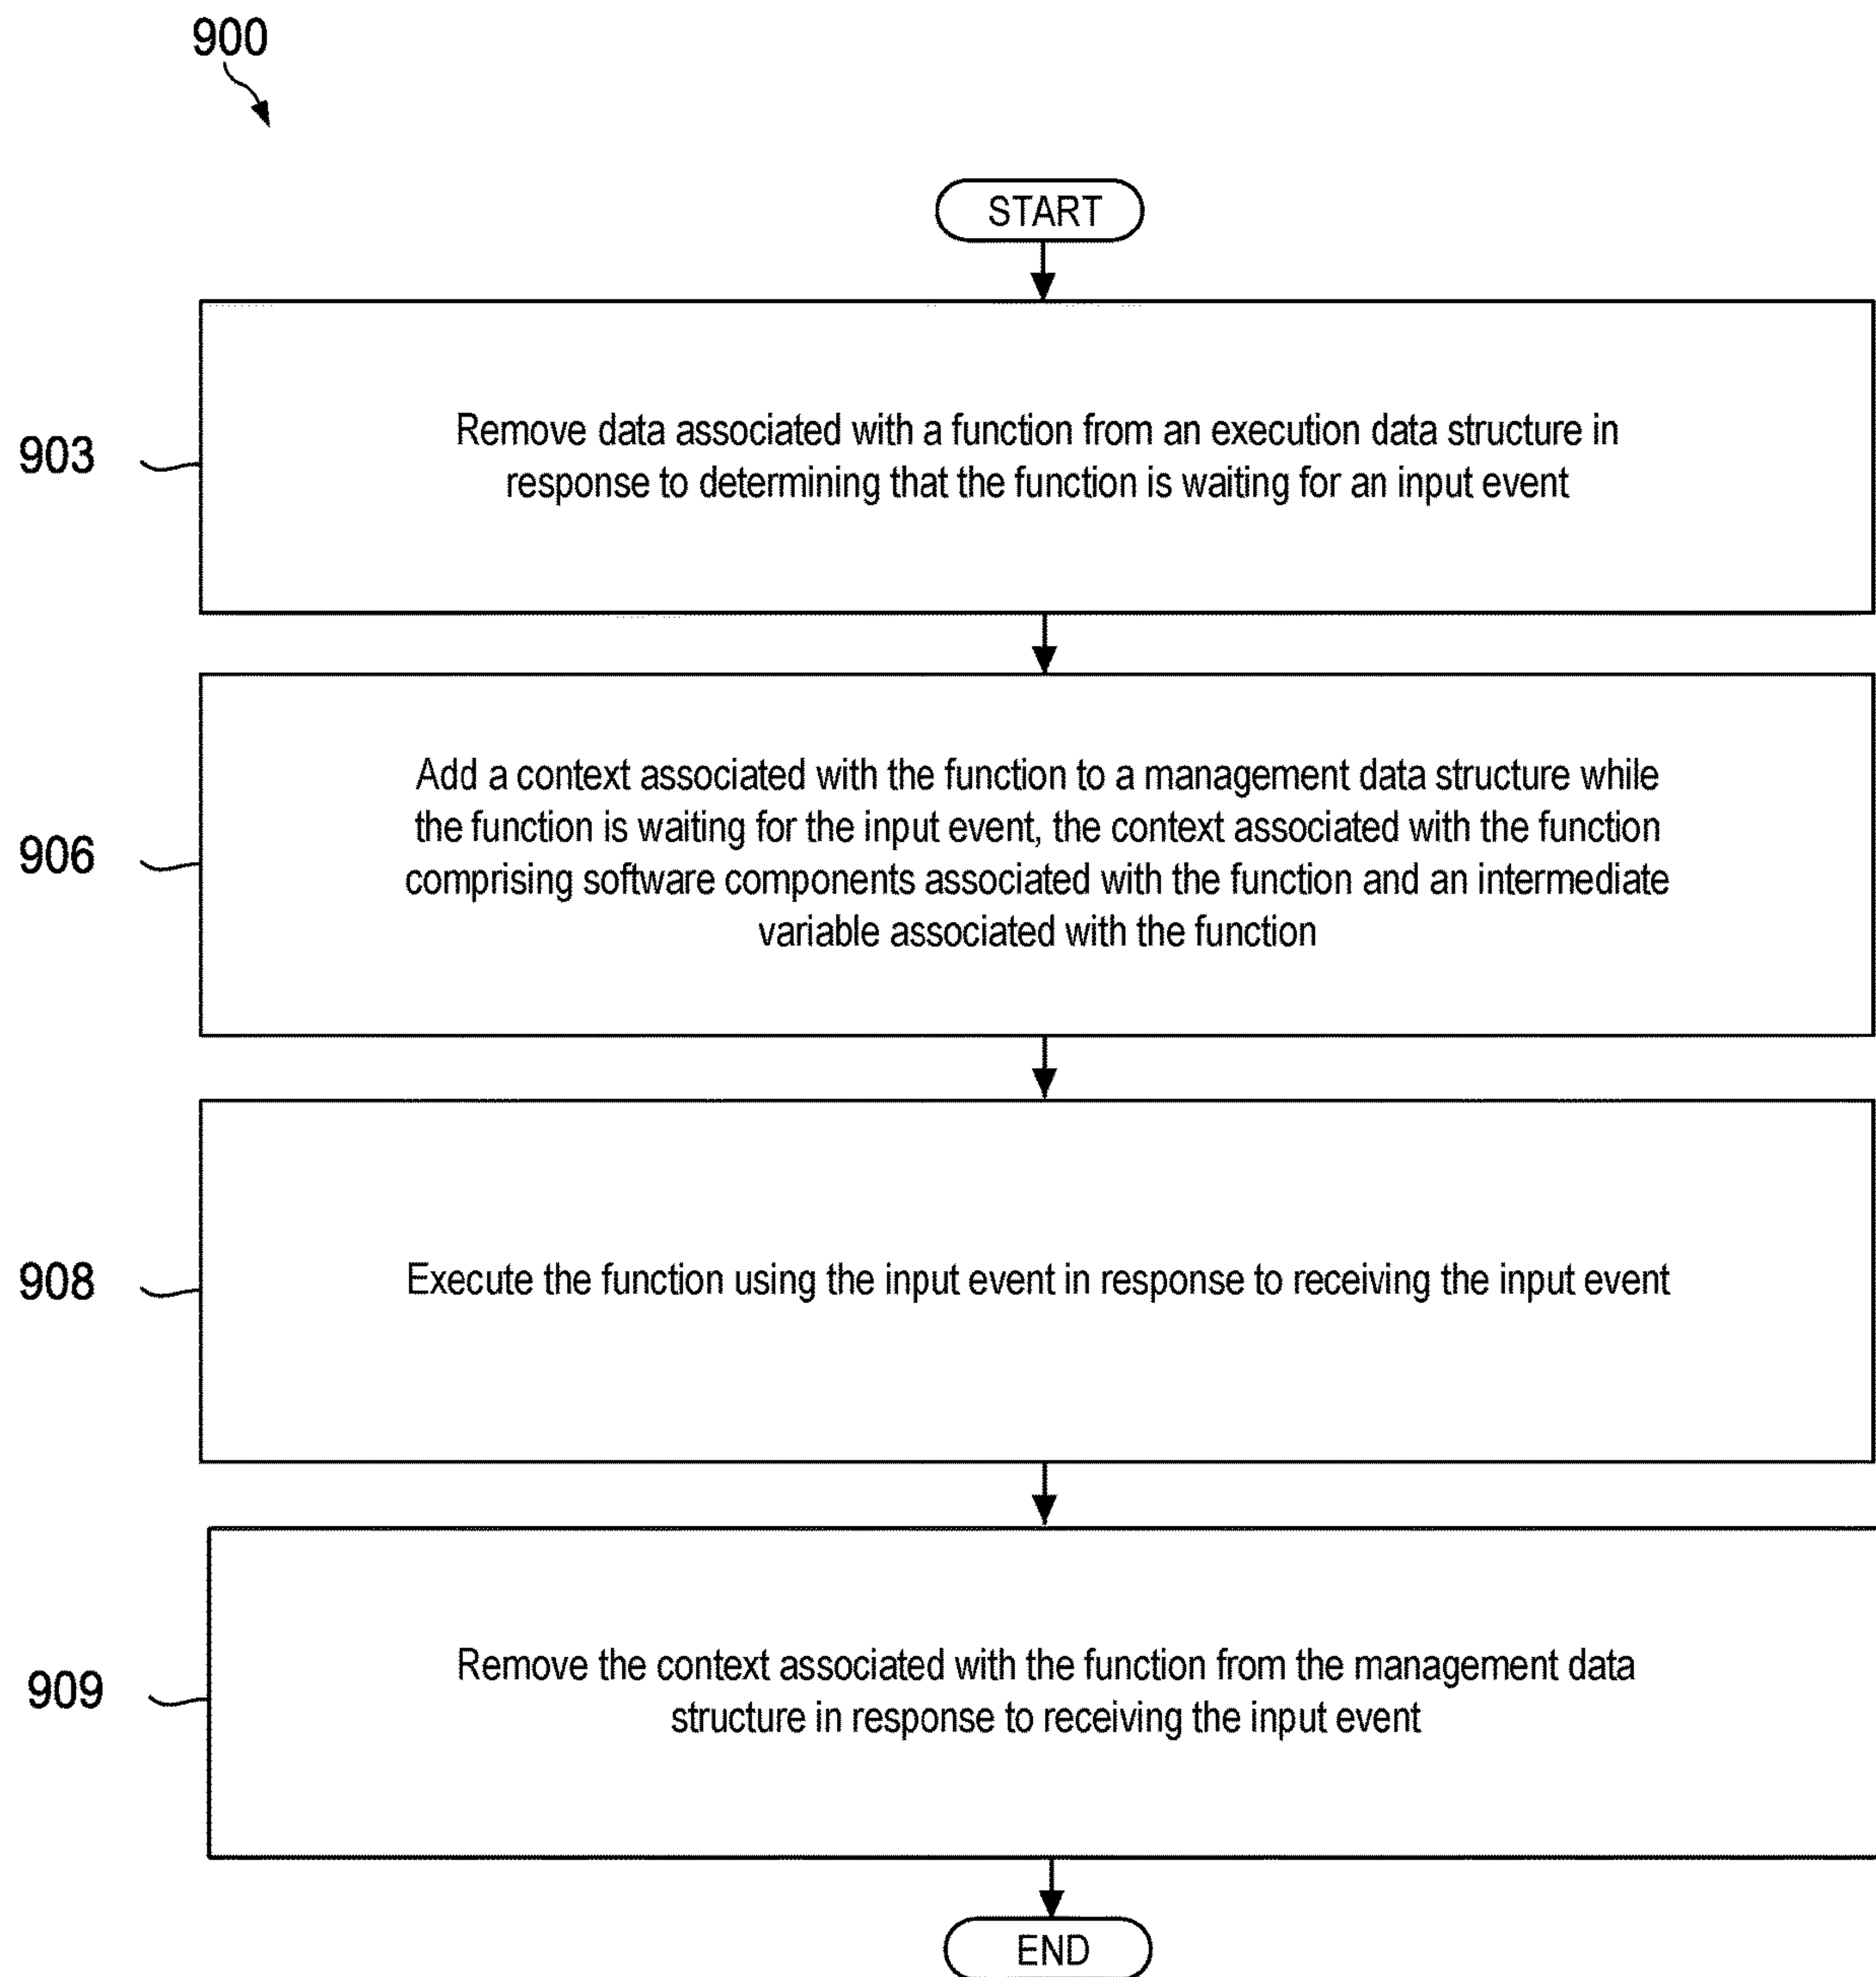 900
START
903
Remove data associated with a function from an execution data structure in
response to determining that the function is waiting for an input event
906
Add a context associated with the function to a management data structure while
the function is waiting for the input event, the context associated with the function
comprising software components associated with the function and an intermediate
variable associated with the function
908
Execute the function using the input event in response to receiving the input event
909
Remove the context associated with the function from the management data
structure in response to receiving the input event
END